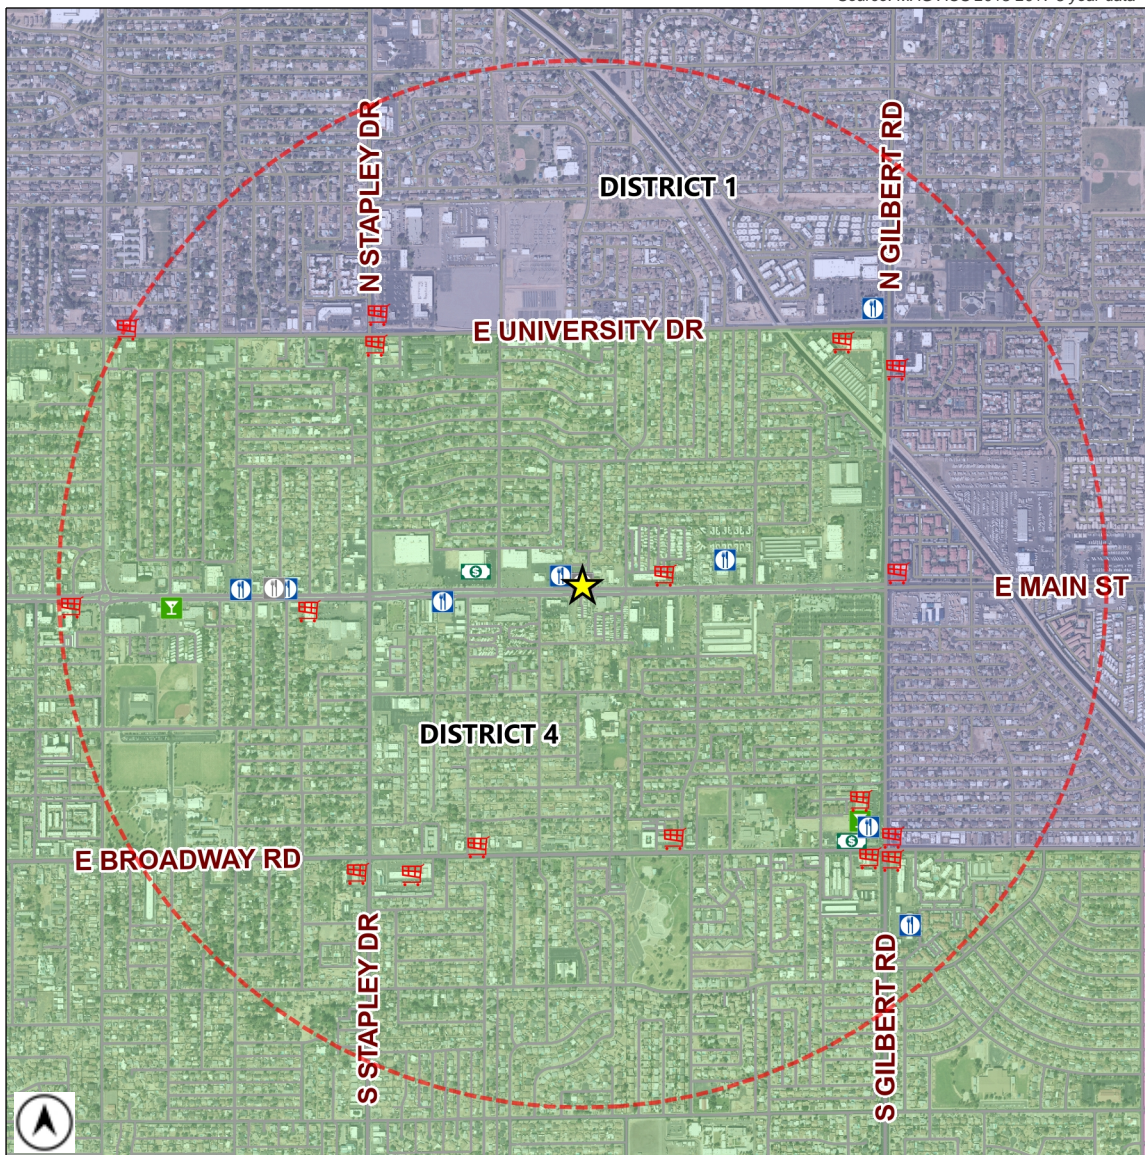 N STAPLEY DR
N GILBERT RD
DISTRICT 1
E UNIVERSITY DR
E MAIN ST
DISTRICT 4
E BROADWAY RD
S STAPLEY DR
S GILBERT RD